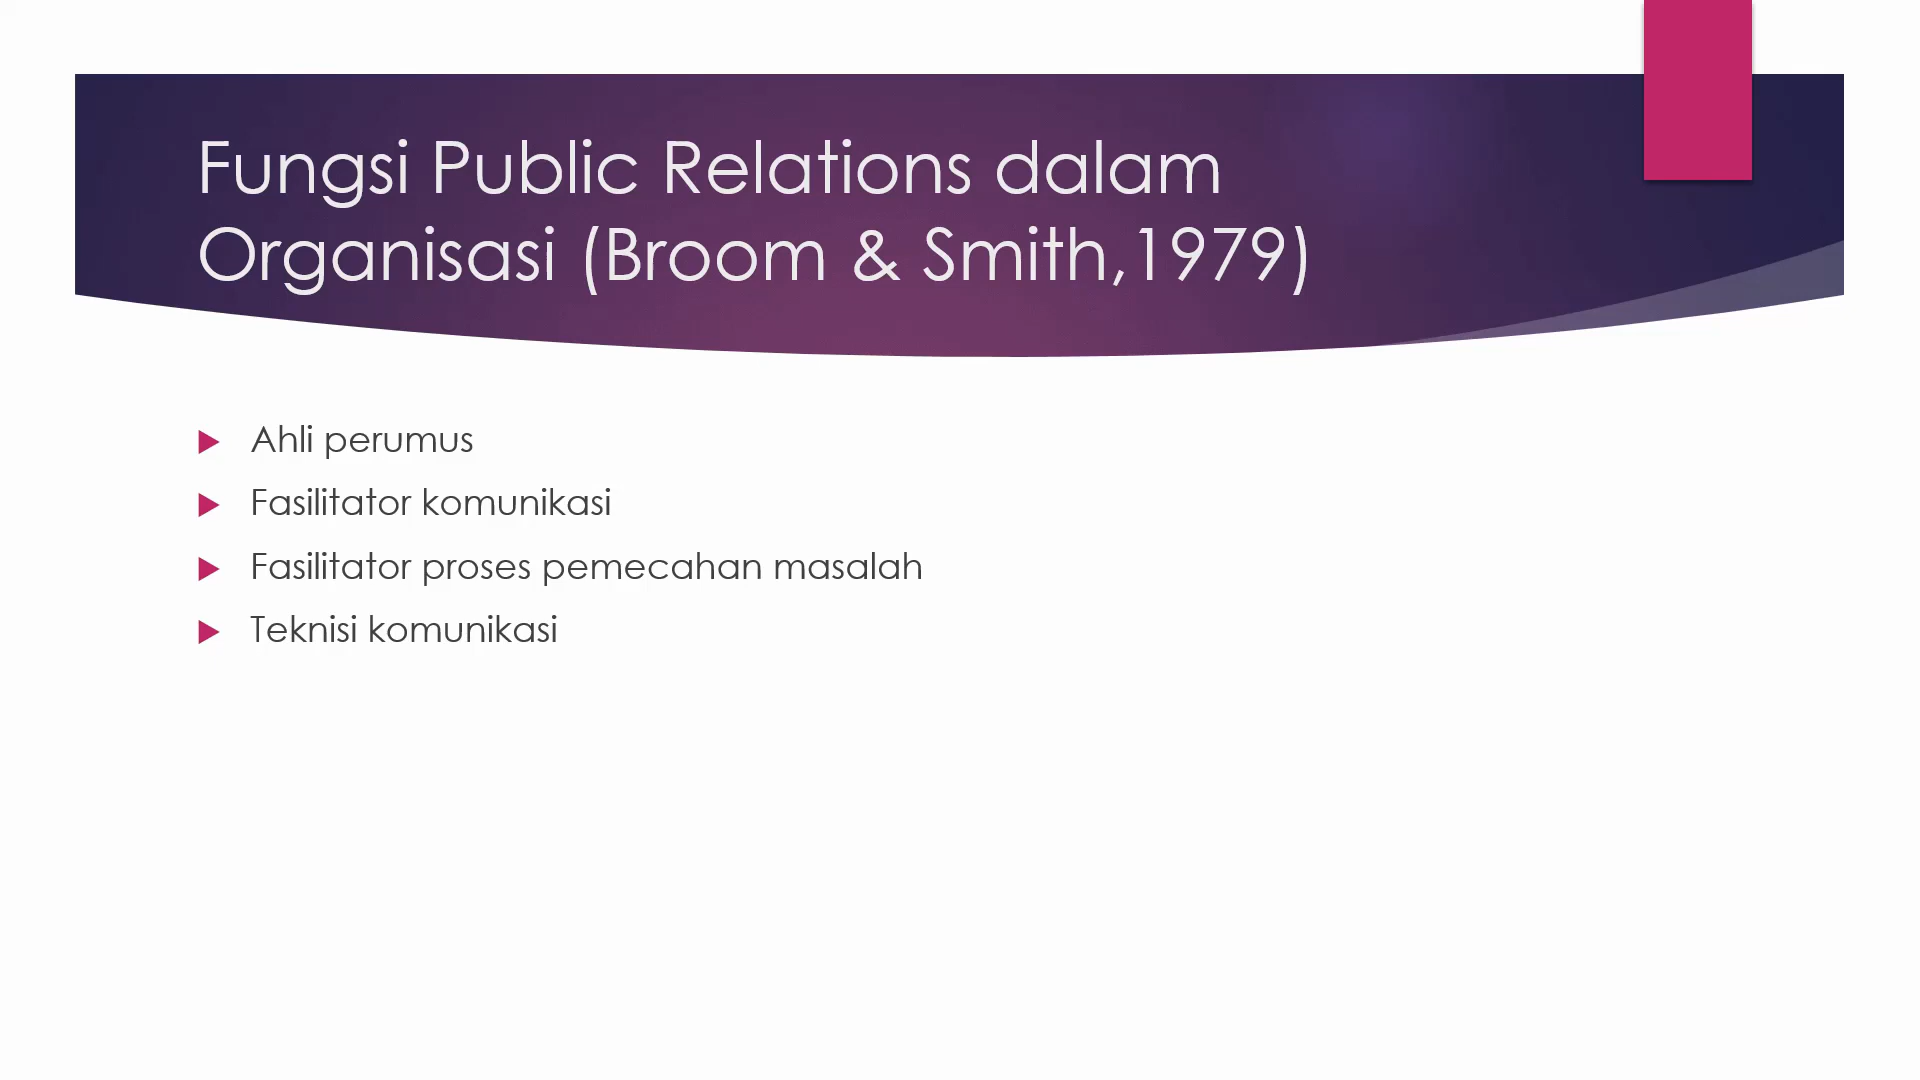 Fungsi Public Relations dalam
Organisasi (Broom & Smith,1979)
Ahli perumus
Fasilitator komunikasi
Fasilitator proses pemecahan masalah
Teknisi komunikasi